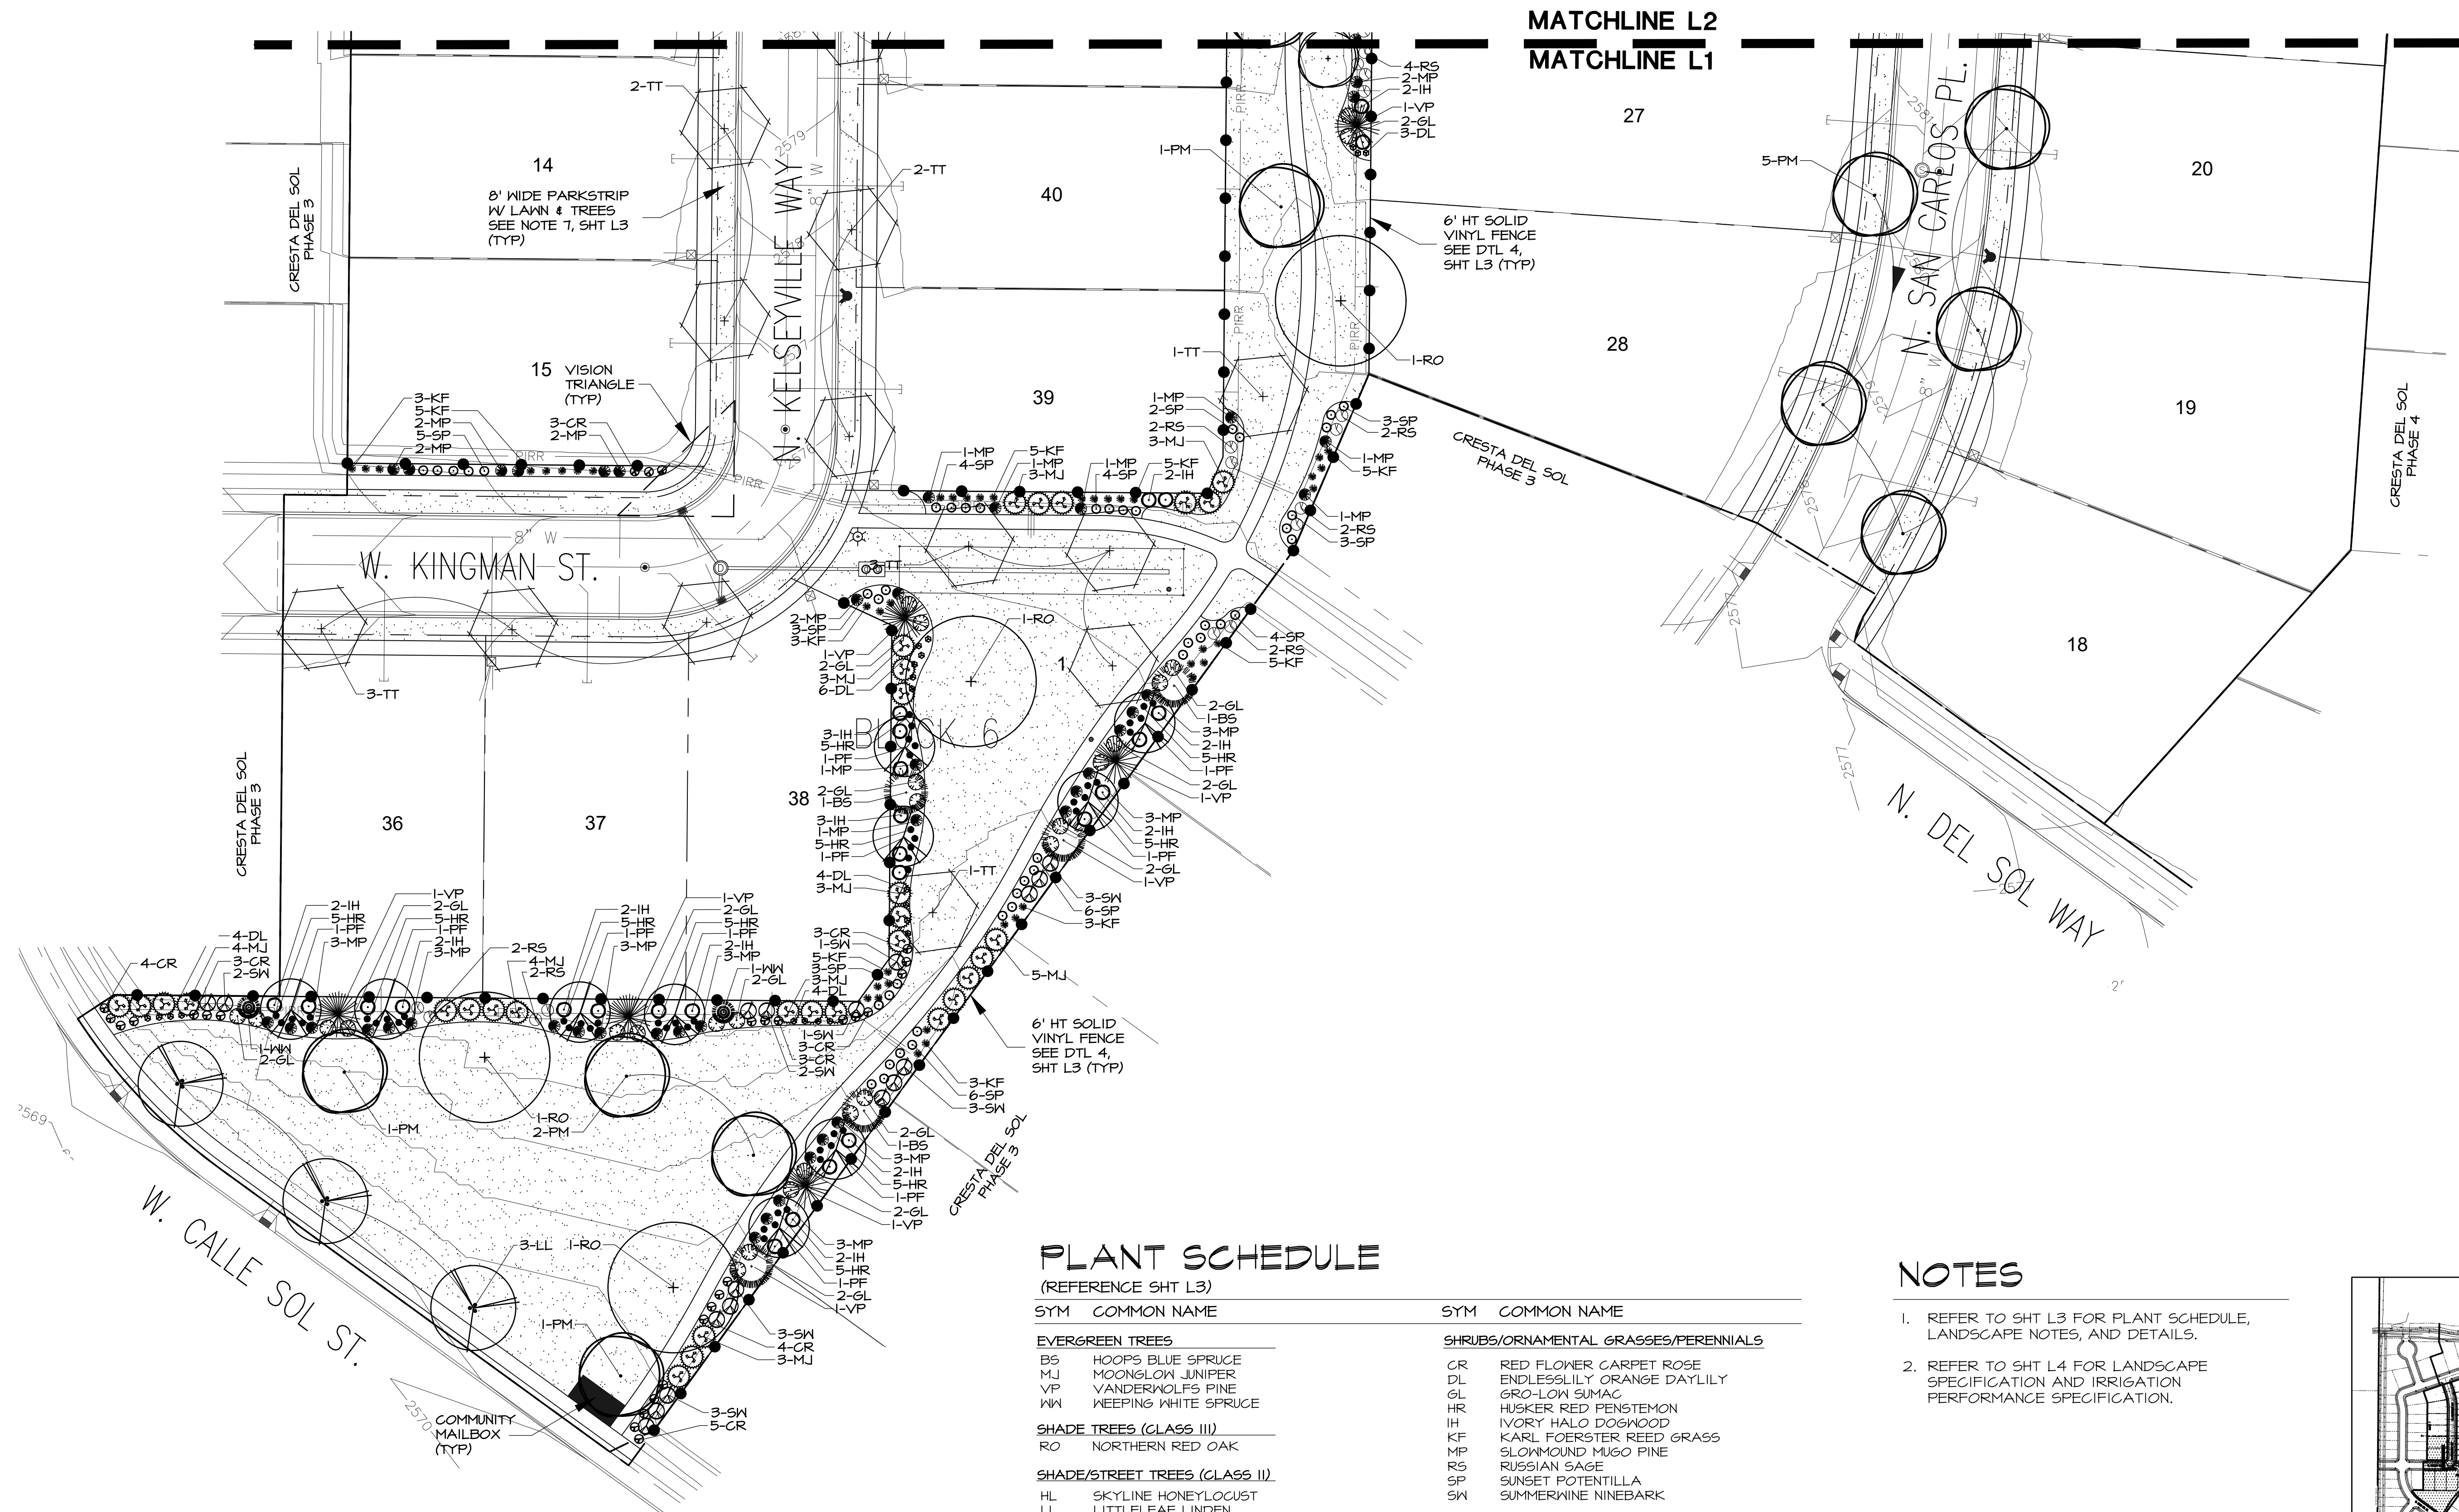 MATCHLINE L2
MATCHLINE L1
2-TT
14
8' WIDE PARKSTRIP
W/ LAWN & TREES
SEE NOTE 7, SHT L3
(TYP)
CRESTA DEL SOL
PHASE 3
2579
N. KELSEYVILLE WAY
8" W
2-TT
40
1-PM
PIRR
4-RS
2-MP
2-IH
1-VP
2-GL
3-DL
27
6' HT SOLID
VINYL FENCE
SEE DTL 4,
SHT L3 (TYP)
5-PM
2581
N. SAN CARLOS PL.
20
15
VISION
TRIANGLE
(TYP)
3-KF
5-KF
2-MP
5-SP
2-MP
3-CR
2-MP
PIRR
PIRR
39
PIRR
PIRR
1-TT
1-RO
28
1-MP
2-SP
2-RS
3-MJ
1-MP
4-SP
5-KF
1-MP
3-MJ
1-MP
4-SP
5-KF
2-IH
3-SP
2-RS
1-MP
5-KF
1-MP
2-RS
3-SP
CRESTA DEL SOL
PHASE 3
2579
8" W
2578
19
CRESTA DEL SOL
PHASE 4
8" W
W. KINGMAN ST.
3-TT
3-TT
2-MP
3-SP
3-KF
1-VP
2-GL
3-MJ
6-DL
1-RO
1
4-SP
2-RS
5-KF
2577
18
2577
N. DEL SOL WAY
BLOCK 6
3-IH
5-HR
1-PF
1-MP
2-GL
1-BS
3-IH
1-MP
5-HR
1-PF
4-DL
3-MJ
2-GL
1-BS
3-MP
2-IH
5-HR
1-PF
2-GL
1-VP
3-MP
2-IH
5-HR
1-PF
2-GL
1-VP
CRESTA DEL SOL
PHASE 3
36
37
38
1-TT
3-SW
6-SP
3-KF
4-CR
4-DL
4-MJ
3-CR
2-SW
2-IH
5-HR
1-PF
3-MP
1-VP
2-GL
5-HR
1-PF
2-IH
3-MP
2-RS
4-MJ
2-RS
2-IH
5-HR
1-PF
3-MP
1-VP
2-GL
5-HR
1-PF
2-IH
3-MP
1-WW
2-GL
3-CR
1-SW
5-KF
3-SP
3-MJ
4-DL
5-MJ
1-WW
2-GL
1-SW
3-CR
3-CR
2-SW
6' HT SOLID
VINYL FENCE
SEE DTL 4,
SHT L3 (TYP)
1-PM
1-RO
2-PM
3-KF
6-SP
3-SW
2-GL
1-BS
3-MP
2-IH
5-HR
1-PF
2-GL
1-VP
CRESTA DEL SOL
PHASE 3
2569
W. CALLE SOL ST.
3-LL
1-RO
3-MP
2-IH
5-HR
1-PF
2-GL
1-VP
1-PM
3-SW
4-CR
3-MJ
3-SW
5-CR
2570
COMMUNITY
MAILBOX
(TYP)
PLANT SCHEDULE
(REFERENCE SHT L3)
SYM COMMON NAME
EVERGREEN TREES
BS HOOPS BLUE SPRUCE
MJ MOONGLOW JUNIPER
VP VANDERWOLFS PINE
WW WEEPING WHITE SPRUCE
SHADE TREES (CLASS III)
RO NORTHERN RED OAK
SHADE/STREET TREES (CLASS II)
HL SKYLINE HONEYLOCUST
LL LITTLELEAF LINDEN
SYM COMMON NAME
SHRUBS/ORNAMENTAL GRASSES/PERENNIALS
CR RED FLOWER CARPET ROSE
DL ENDLESSLILY ORANGE DAYLILY
GL GRO-LOW SUMAC
HR HUSKER RED PENSTEMON
IH IVORY HALO DOGWOOD
KF KARL FOERSTER REED GRASS
MP SLOWMOUND MUGO PINE
RS RUSSIAN SAGE
SP SUNSET POTENTILLA
SW SUMMERWINE NINEBARK
NOTES
1. REFER TO SHT L3 FOR PLANT SCHEDULE,
LANDSCAPE NOTES, AND DETAILS.
2. REFER TO SHT L4 FOR LANDSCAPE
SPECIFICATION AND IRRIGATION
PERFORMANCE SPECIFICATION.